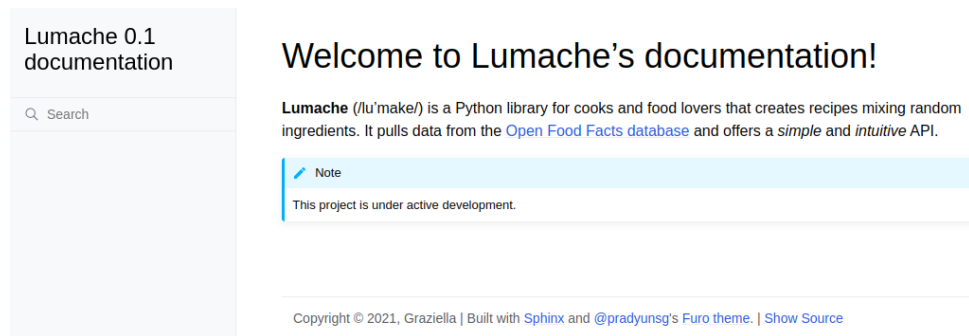 Lumache 0.1
documentation
Search
Welcome to Lumache’s documentation!
Lumache (/lu’make/) is a Python library for cooks and food lovers that creates recipes mixing random
ingredients. It pulls data from the Open Food Facts database and offers a simple and intuitive API.
Note
This project is under active development.
Copyright © 2021, Graziella | Built with Sphinx and @pradyunsg's Furo theme. | Show Source